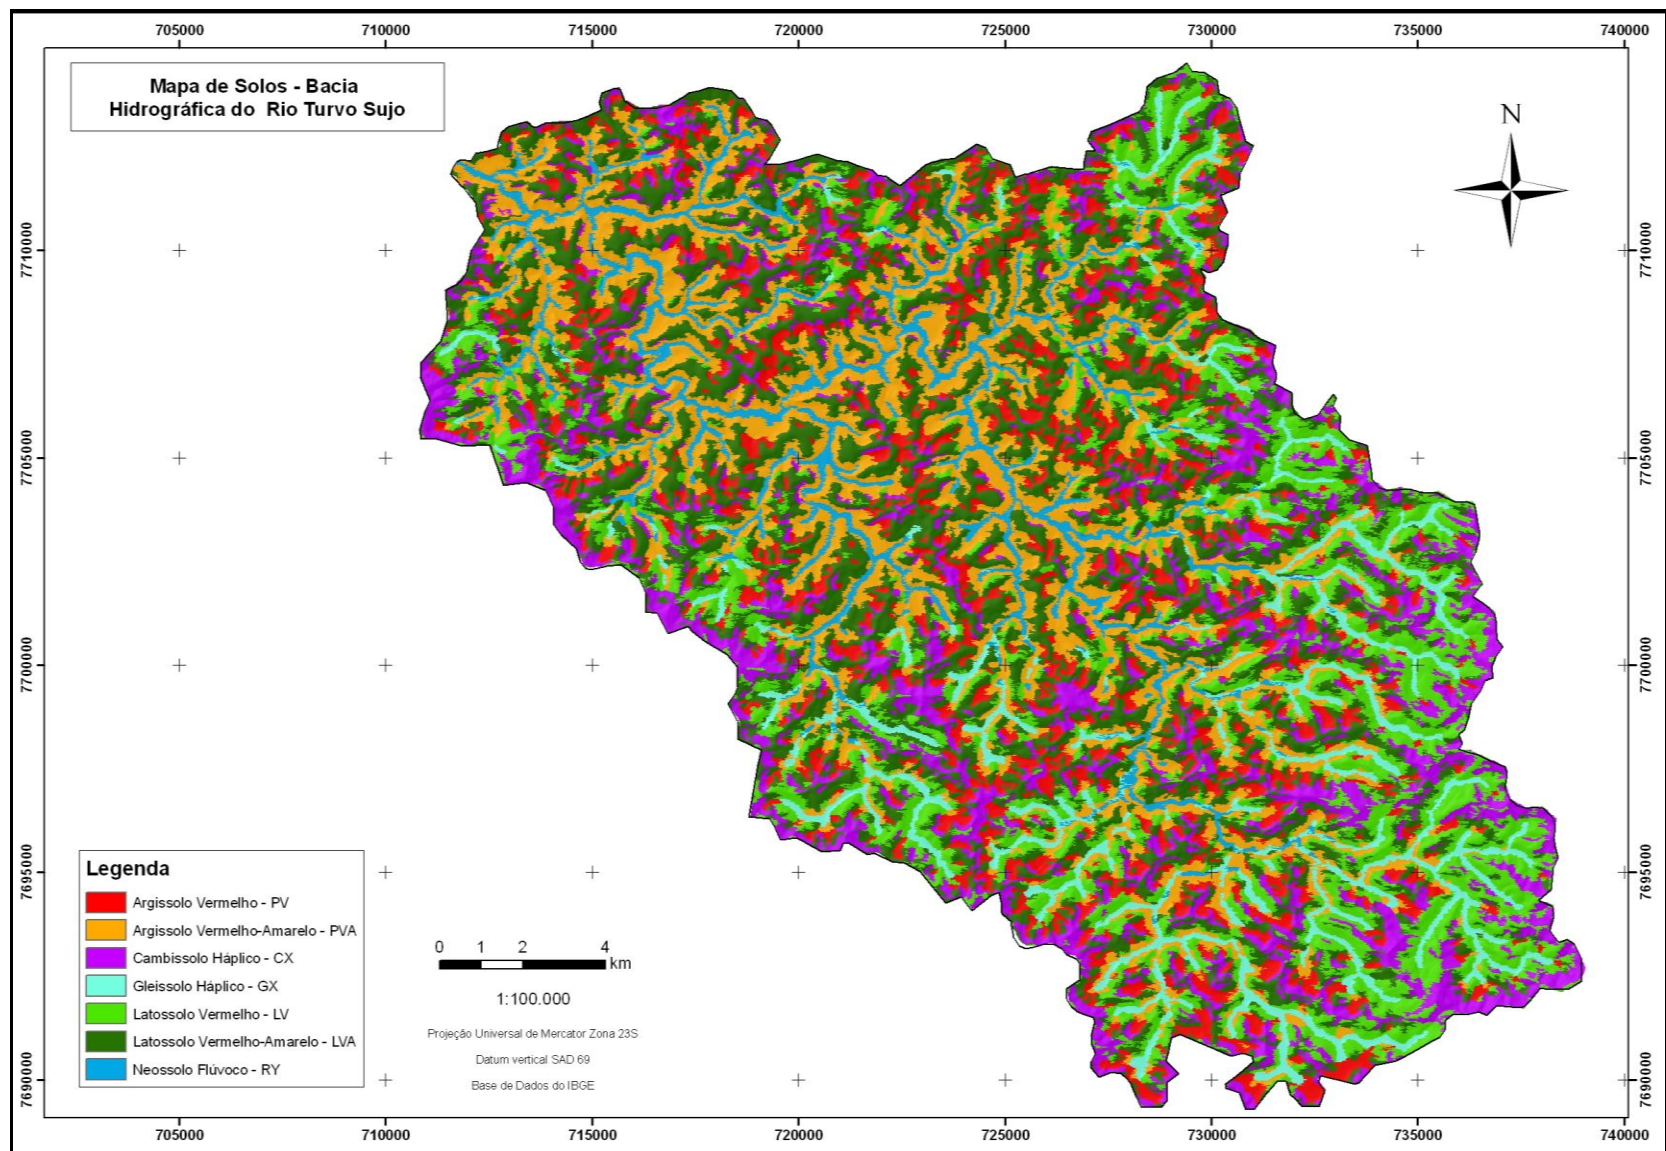 705000 710000 715000 720000 725000 730000 735000 740000
Mapa de Solos - Bacia
Hidrográfica do Rio Turvo Sujo
N
7710000 7710000
7705000 7705000
7700000 7700000
7695000 7695000
7690000 7690000
Legenda
Argissolo Vermelho - PV
Argissolo Vermelho-Amarelo - PVA
Cambissolo Háplico - CX
Gleissolo Háplico - GX
Latossolo Vermelho - LV
Latossolo Vermelho-Amarelo - LVA
Neossolo Flúvoco - RY
0 1 2 4
km
1:100.000
Projeção Universal de Mercator Zona 23S
Datum vertical SAD 69
Base de Dados do IBGE
705000 710000 715000 720000 725000 730000 735000 740000